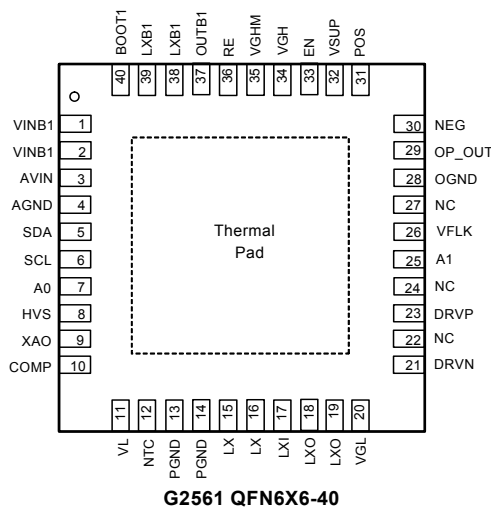 BOOT1
LXB1
LXB1
OUTB1
RE
VGHM
VGH
EN
VSUP
POS
40
39
38
37
36
35
34
33
32
31
VINB1 1
VINB1 2
AVIN 3
AGND 4
SDA 5
SCL 6
A0 7
HVS 8
XAO 9
COMP 10
Thermal
Pad
30 NEG
29 OP_OUT
28 OGND
27 NC
26 VFLK
25 A1
24 NC
23 DRVP
22 NC
21 DRVN
11
12
13
14
15
16
17
18
19
20
VL
NTC
PGND
PGND
LX
LX
LXI
LXO
LXO
VGL
G2561 QFN6X6-40